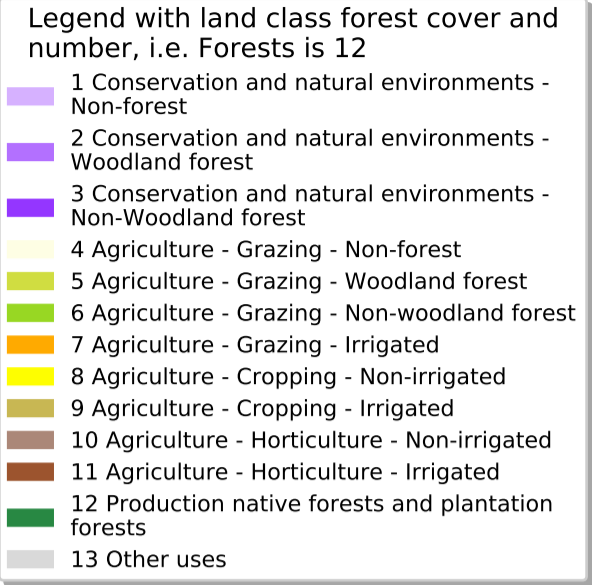 Legend with land class forest cover and
number, i.e. Forests is 12
1 Conservation and natural environments -
Non-forest
2 Conservation and natural environments -
Woodland forest
3 Conservation and natural environments -
Non-Woodland forest
4 Agriculture - Grazing - Non-forest
5 Agriculture - Grazing - Woodland forest
6 Agriculture - Grazing - Non-woodland forest
7 Agriculture - Grazing - Irrigated
8 Agriculture - Cropping - Non-irrigated
9 Agriculture - Cropping - Irrigated
10 Agriculture - Horticulture - Non-irrigated
11 Agriculture - Horticulture - Irrigated
12 Production native forests and plantation
forests
13 Other uses